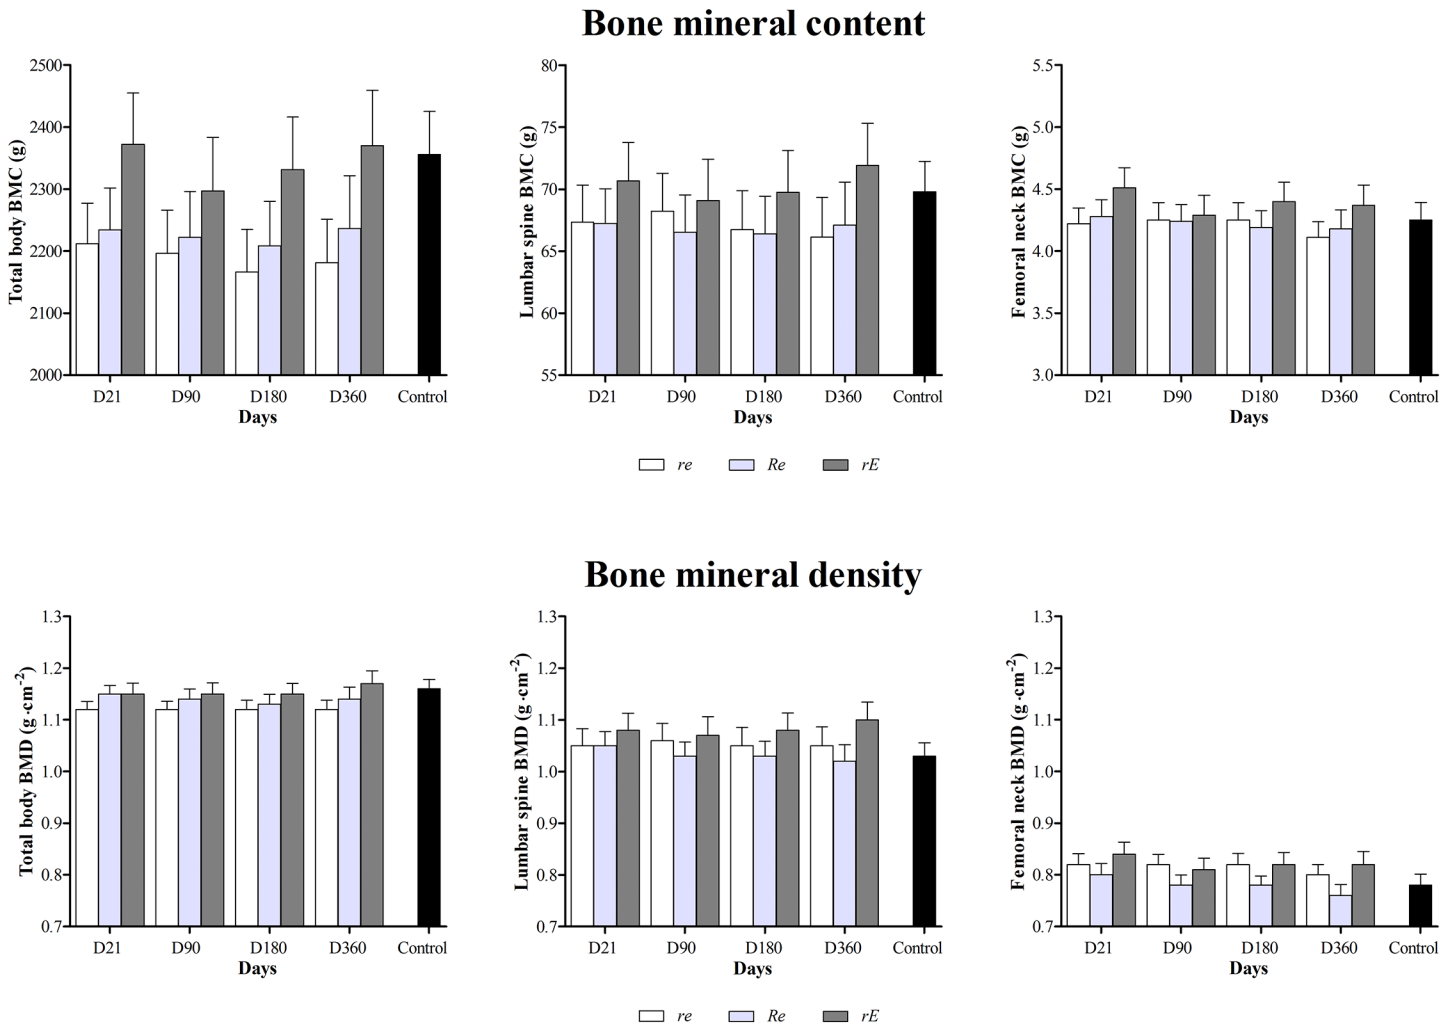 Bone mineral content
Total body BMC (g)
2500
2400
2300
2200
2100
2000
D21 D90 D180 D360 Control
Days
Lumbar spine BMC (g)
80
75
70
65
60
55
D21 D90 D180 D360 Control
Days
Femoral neck BMC (g)
5.5
5.0
4.5
4.0
3.5
3.0
D21 D90 D180 D360 Control
Days
re Re rE
Bone mineral density
Total body BMD (g·cm-2)
1.3
1.2
1.1
1.0
0.9
0.8
0.7
D21 D90 D180 D360 Control
Days
Lumbar spine BMD (g·cm-2)
1.3
1.2
1.1
1.0
0.9
0.8
0.7
D21 D90 D180 D360 Control
Days
Femoral neck BMD (g·cm-2)
1.3
1.2
1.1
1.0
0.9
0.8
0.7
D21 D90 D180 D360 Control
Days
re Re rE